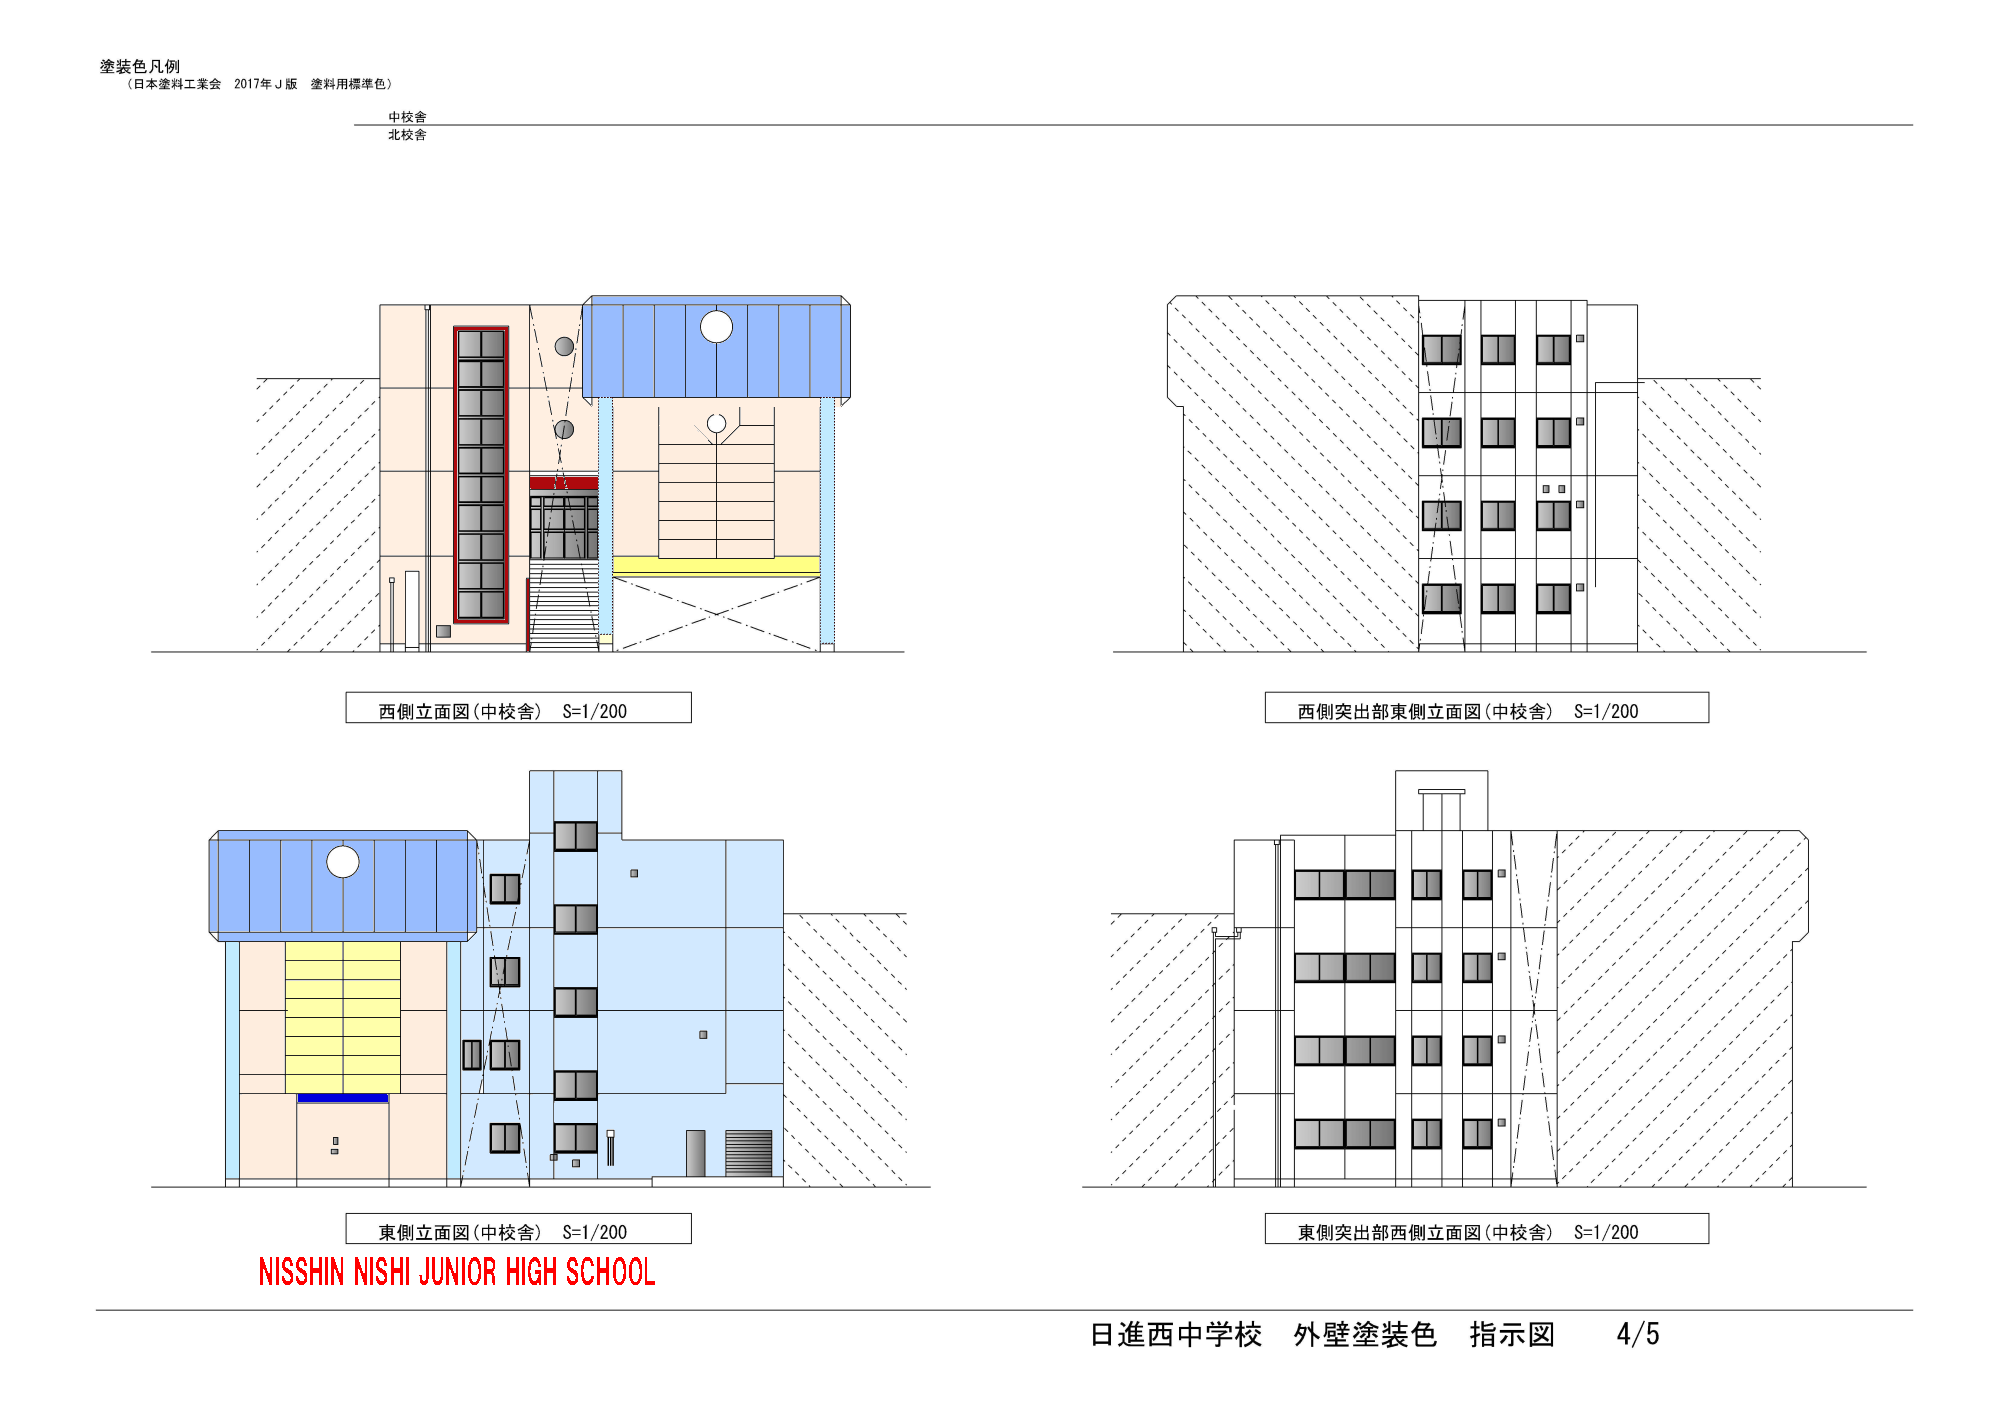 塗装色凡例
（日本塗料工業会　2017年Ｊ版　塗料用標準色）
中校舎
北校舎
西側立面図（中校舎）　S=1/200
西側突出部東側立面図（中校舎）　S=1/200
東側立面図（中校舎）　S=1/200
東側突出部西側立面図（中校舎）　S=1/200
NISSHIN NISHI JUNIOR HIGH SCHOOL
日進西中学校　外壁塗装色　指示図　4/5